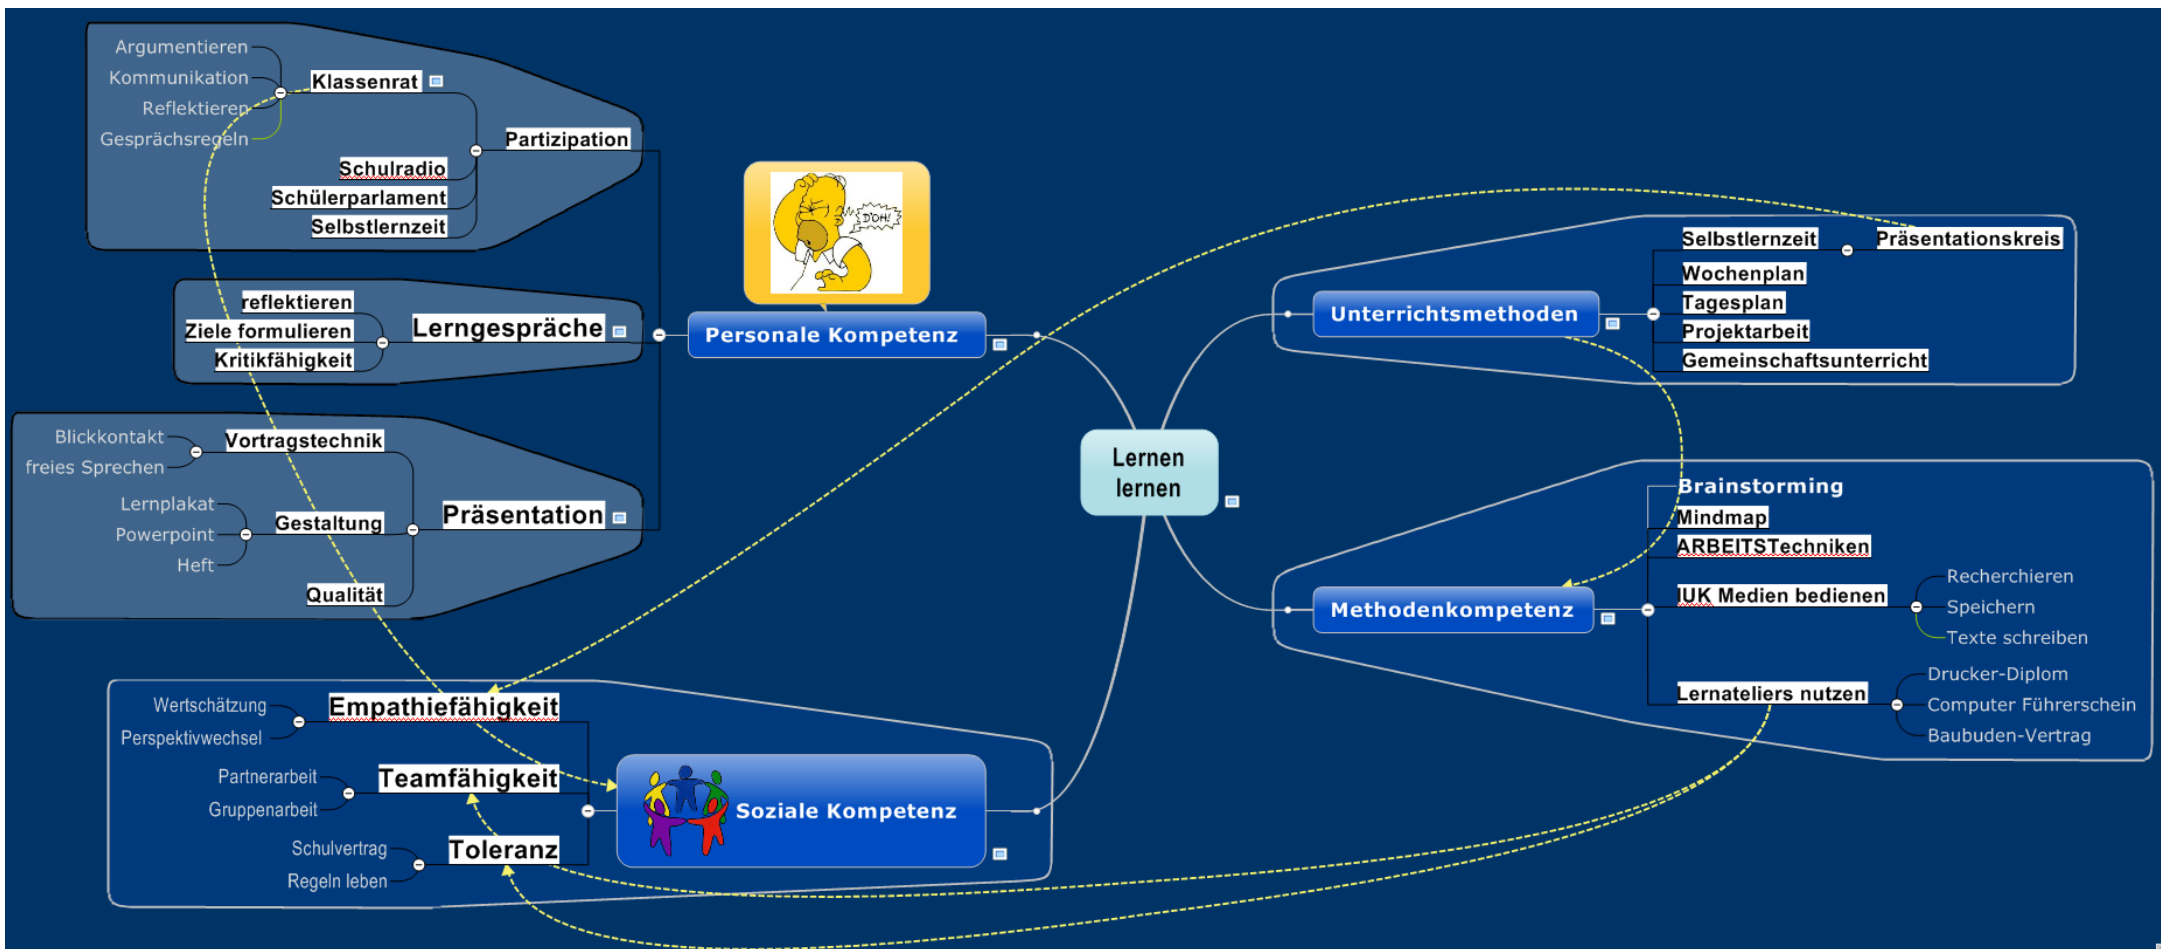 Argumentieren
Kommunikation
Reflektieren
Gesprächsregeln
Klassenrat
Partizipation
Schulradio
Schülerparlament
Selbstlernzeit
reflektieren
Ziele formulieren
Kritikfähigkeit
Lerngespräche
Blickkontakt
freies Sprechen
Vortragstechnik
Lernplakat
Powerpoint
Heft
Gestaltung
Qualität
Präsentation
D'OH!
Personale Kompetenz
Lernen
lernen
Unterrichtsmethoden
Selbstlernzeit
Präsentationskreis
Wochenplan
Tagesplan
Projektarbeit
Gemeinschaftsunterricht
Methodenkompetenz
Brainstorming
Mindmap
ARBEITSTechniken
IUK Medien bedienen
Recherchieren
Speichern
Texte schreiben
Lernateliers nutzen
Drucker-Diplom
Computer Führerschein
Baubuden-Vertrag
Wertschätzung
Perspektivwechsel
Empathiefähigkeit
Partnerarbeit
Gruppenarbeit
Teamfähigkeit
Schulvertrag
Regeln leben
Toleranz
Soziale Kompetenz